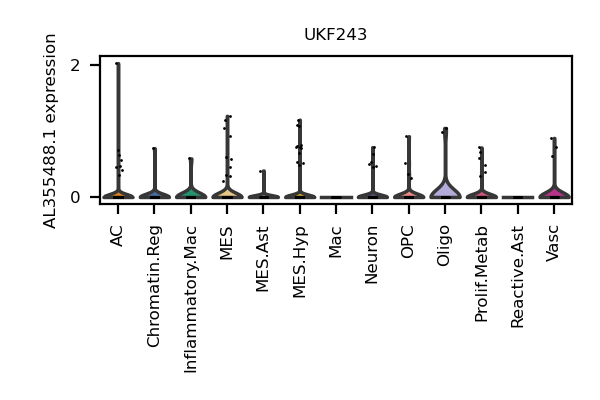 UKF243
AL355488.1 expression
2
0
AC
Chromatin.Reg
Inflammatory.Mac
MES
MES.Ast
MES.Hyp
Mac
Neuron
OPC
Oligo
Prolif.Metab
Reactive.Ast
Vasc